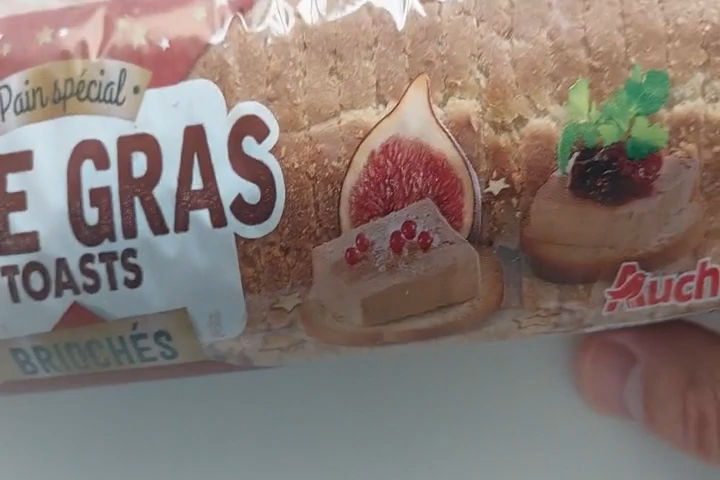 Pain spécial
E GRAS
TOASTS
BRIOCHÉS
Auch